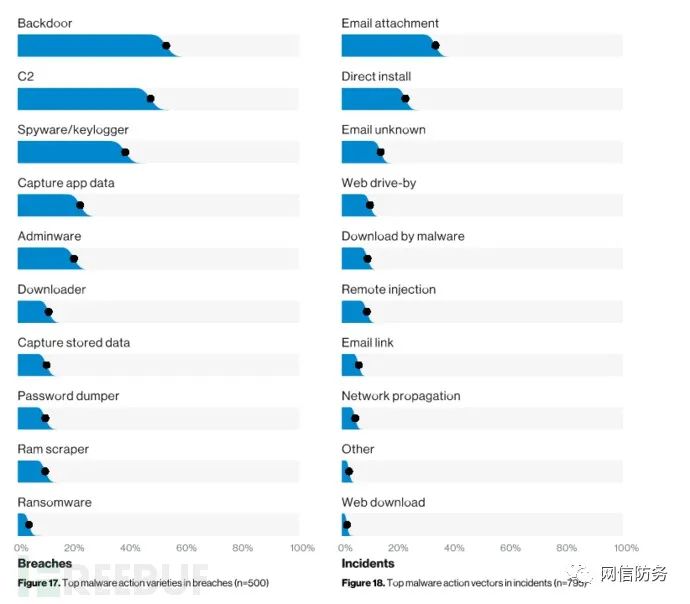 Backdoor
C2
Spyware/keylogger
Capture app data
Adminware
Downloader
Capture stored data
Password dumper
Ram scraper
Ransomware
0% 20% 40% 60% 80% 100%
Breaches
Figure 17. Top malware action varieties in breaches (n=500)
Email attachment
Direct install
Email unknown
Web drive-by
Download by malware
Remote injection
Email link
Network propagation
Other
Web download
0% 20% 40% 60% 80% 100%
Incidents
Figure 18. Top malware action vectors in incidents (n=795)
FREEBUF
网信防务